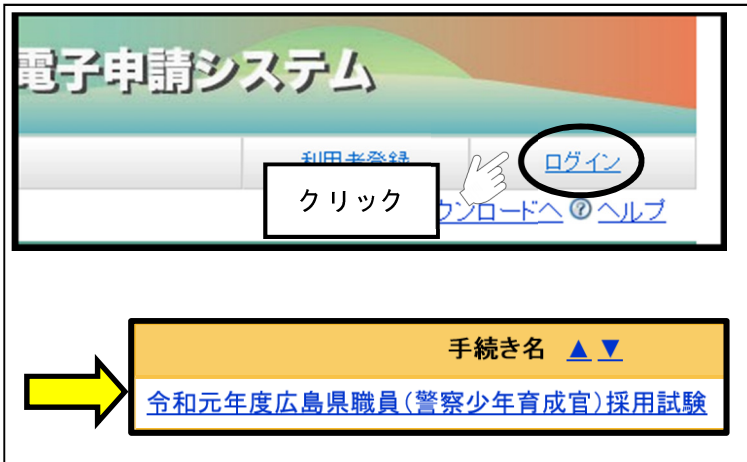 電子申請システム
利用者登録 ログイン
クリック
ウンロードへ ? ヘルプ
手続き名 ▲ ▼
令和元年度広島県職員(警察少年育成官)採用試験